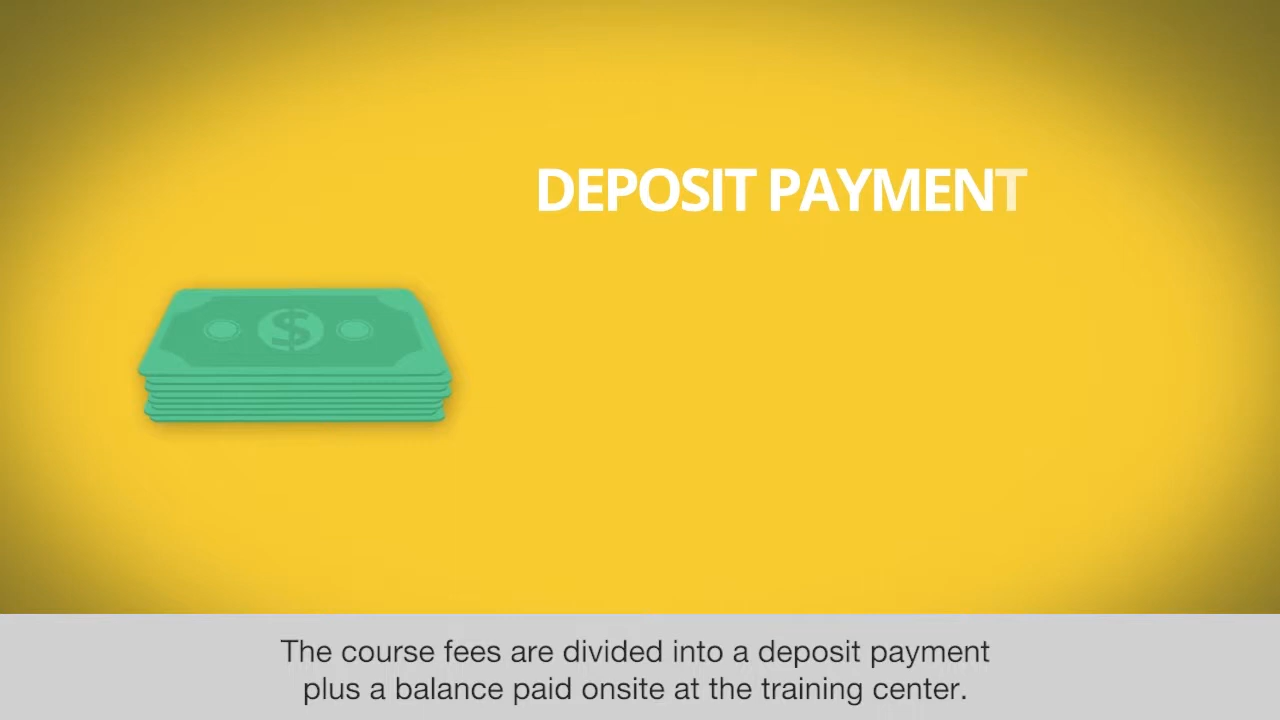 DEPOSIT PAYMENT
$
The course fees are divided into a deposit payment
plus a balance paid onsite at the training center.